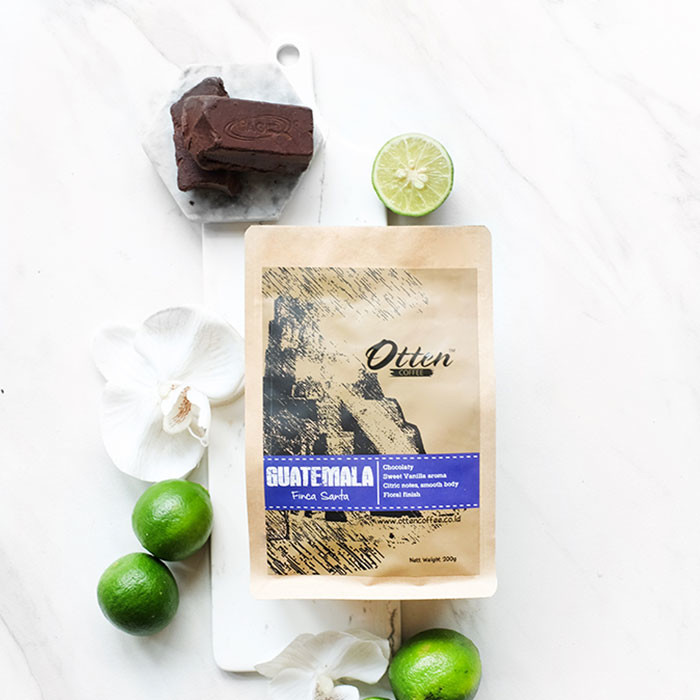 Otten™
COFFEE
GUATEMALA
Finca Santa
Chocolaty
Sweet Vanilla aroma
Citric notes, smooth body
Floral finish
www.ottencoffee.co.id
Nett Weight 200g